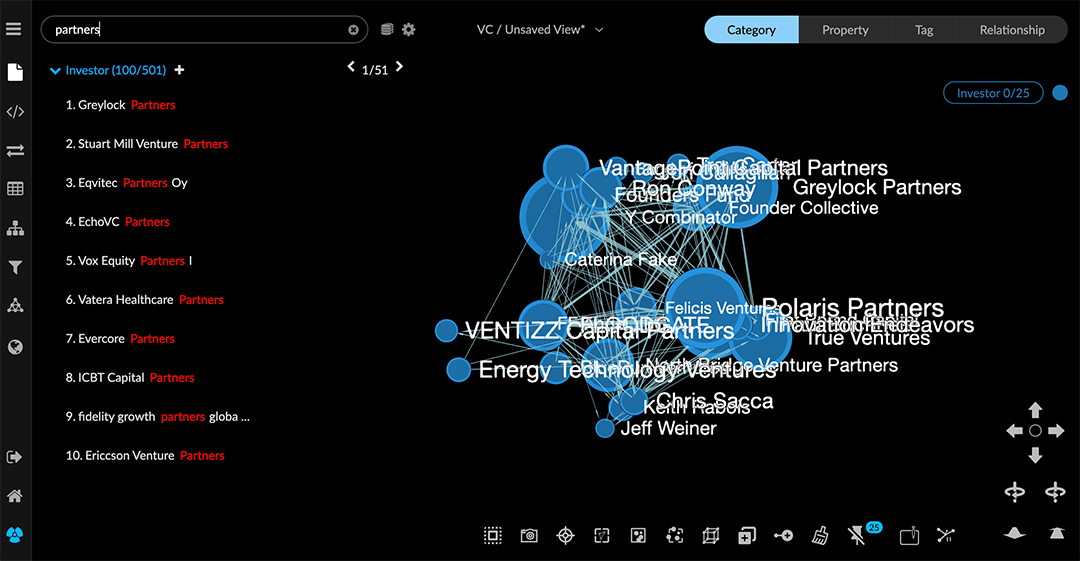 partners
VC / Unsaved View*
Category
Property
Tag
Relationship
Investor (100/501)
1/51
Investor 0/25
1. Greylock Partners
2. Stuart Mill Venture Partners
3. Eqvitec Partners Oy
4. EchoVC Partners
5. Vox Equity Partners I
6. Vatera Healthcare Partners
7. Evercore Partners
8. ICBT Capital Partners
9. fidelity growth partners globa ...
10. Ericcson Venture Partners
VantagePoint Capital Partners
Greylock Partners
Ron Conway
Founders Fund
Founder Collective
Y Combinator
Caterina Fake
Felicis Ventures
Polaris Partners
Innovation Endeavors
VENTIZZ Capital Partners
True Ventures
North Bridge Venture Partners
Energy Technology Ventures
Chris Sacca
Keith Rabois
Jeff Weiner
25